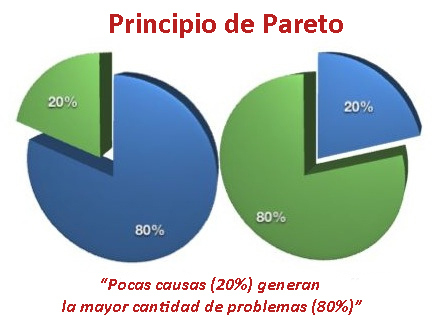 Principio de Pareto
20%
80%
20%
80%
“Pocas causas (20%) generan
la mayor cantidad de problemas (80%)”